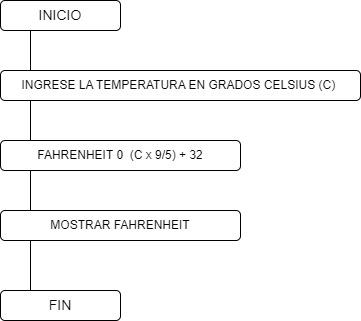 INICIO
INGRESE LA TEMPERATURA EN GRADOS CELSIUS (C)
FAHRENHEIT 0 (C x 9/5) + 32
MOSTRAR FAHRENHEIT
FIN